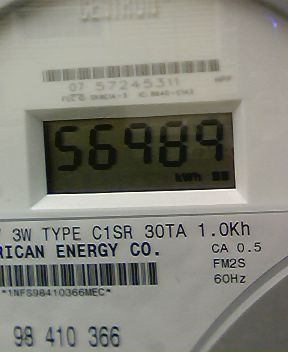 CENTRON
07 57245311
56989
kWh
3W TYPE C1SR 30TA 1.0Kh
RICAN ENERGY CO.
CA 0.5
FM2S
60Hz
*1NFS98410366MEC*
98 410 366